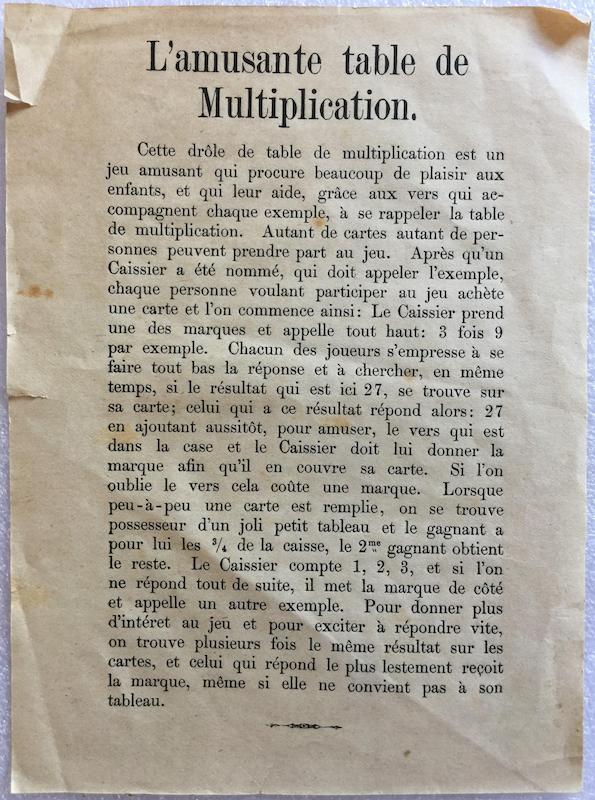 L'amusante table de
Multiplication.
Cette drôle de table de multiplication est un
jeu amusant qui procure beaucoup de plaisir aux
enfants, et qui leur aide, grâce aux vers qui ac-
compagnent chaque exemple, à se rappeler la table
de multiplication. Autant de cartes autant de per-
sonnes peuvent prendre part au jeu. Après qu'un
Caissier a été nommé, qui doit appeler l'exemple,
chaque personne voulant participer au jeu achète
une carte et l'on commence ainsi: Le Caissier prend
une des marques et appelle tout haut: 3 fois 9
par exemple. Chacun des joueurs s'empresse à se
faire tout bas la réponse et à chercher, en même
temps, si le résultat qui est ici 27, se trouve sur
sa carte; celui qui a ce résultat répond alors: 27
en ajoutant aussitôt, pour amuser, le vers qui est
dans la case et le Caissier doit lui donner la
marque afin qu'il en couvre sa carte. Si l'on
oublie le vers cela coûte une marque. Lorsque
peu-à-peu une carte est remplie, on se trouve
possesseur d'un joli petit tableau et le gagnant a
pour lui les 3/4 de la caisse, le 2me gagnant obtient
le reste. Le Caissier compte 1, 2, 3, et si l'on
ne répond tout de suite, il met la marque de côté
et appelle un autre exemple. Pour donner plus
d'intéret au jeu et pour exciter à répondre vite,
on trouve plusieurs fois le même résultat sur les
cartes, et celui qui répond le plus lestement reçoit
la marque, même si elle ne convient pas à son
tableau.